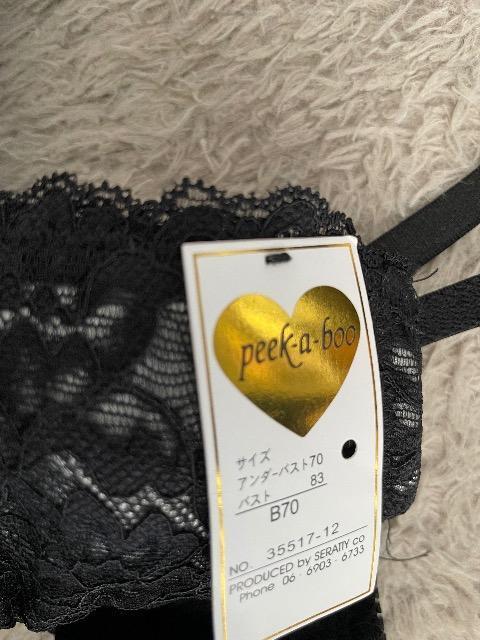 peek-a-boo
サイズ
アンダーバスト70
バスト 83
B70
NO. 35517-12
PRODUCED by SERATTY CO
Phone 06・6903・6733